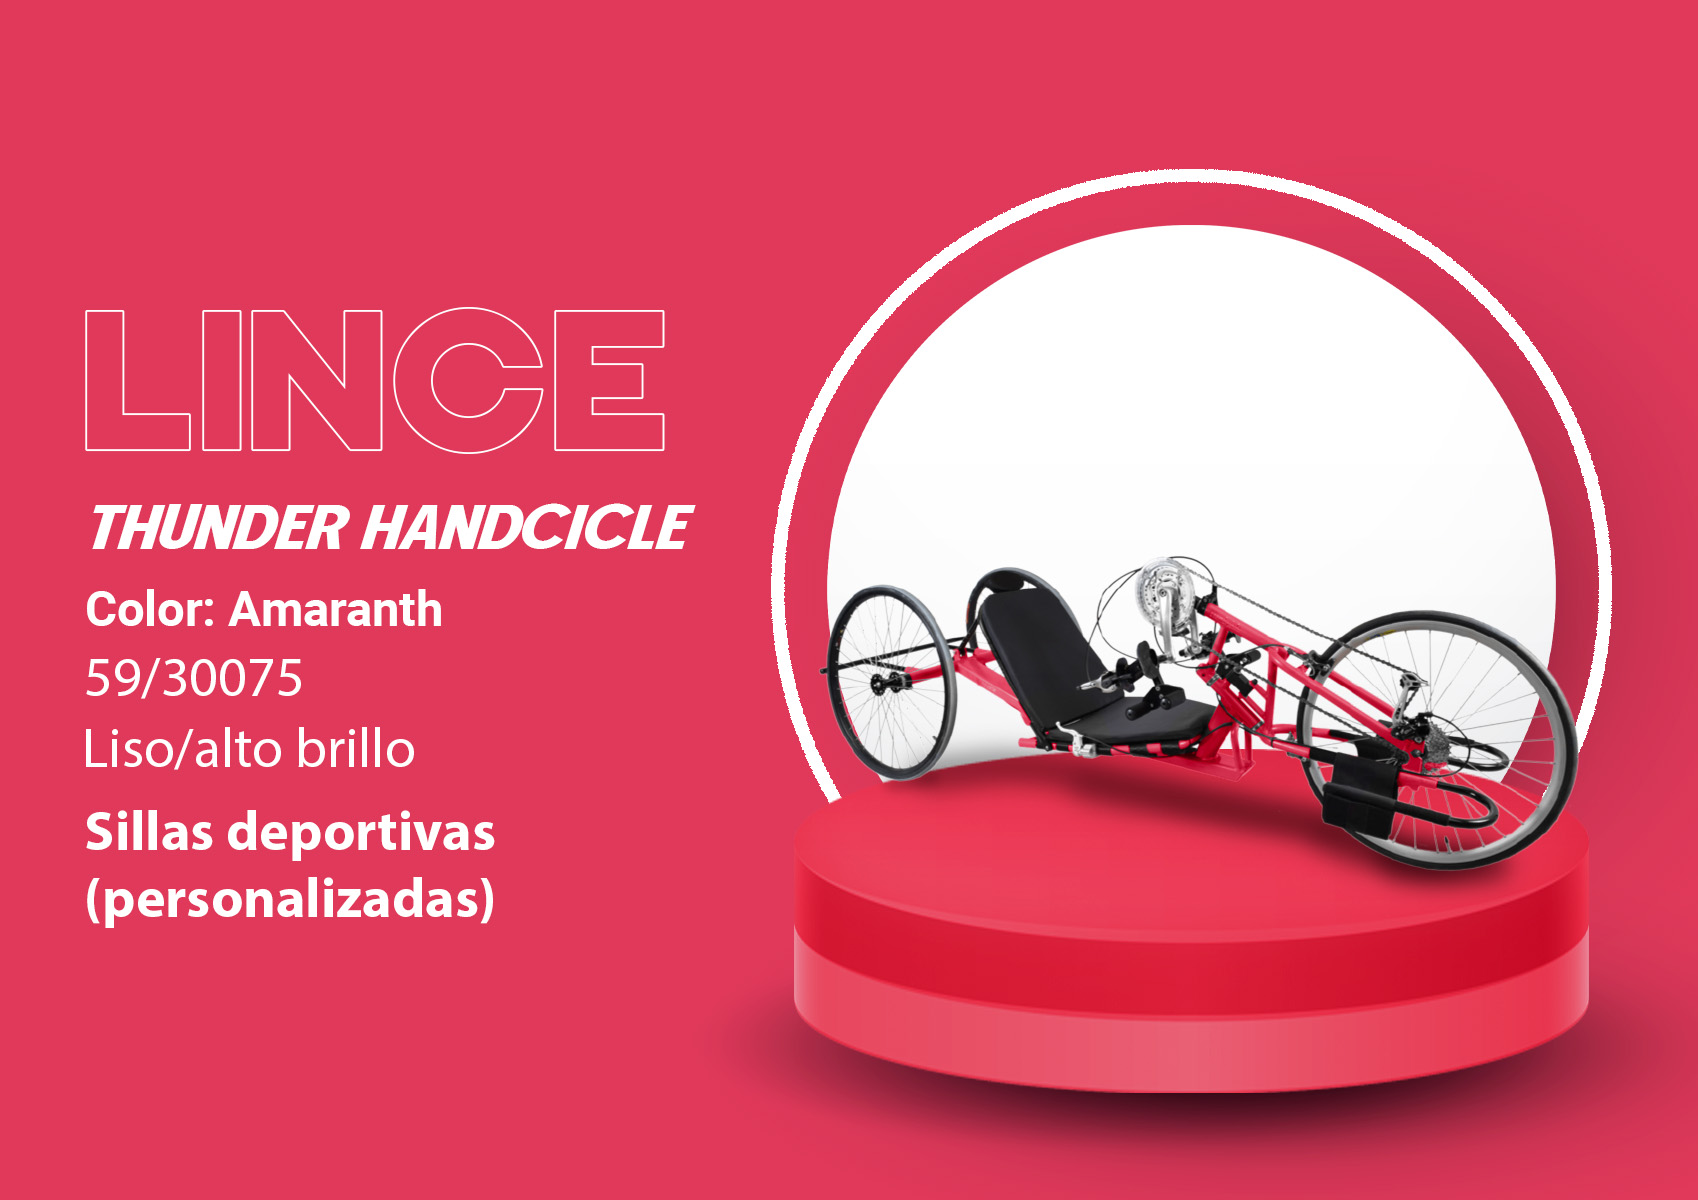 LINCE
THUNDER HANDCICLE
Color: Amaranth
59/30075
Liso/alto brillo
Sillas deportivas
(personalizadas)